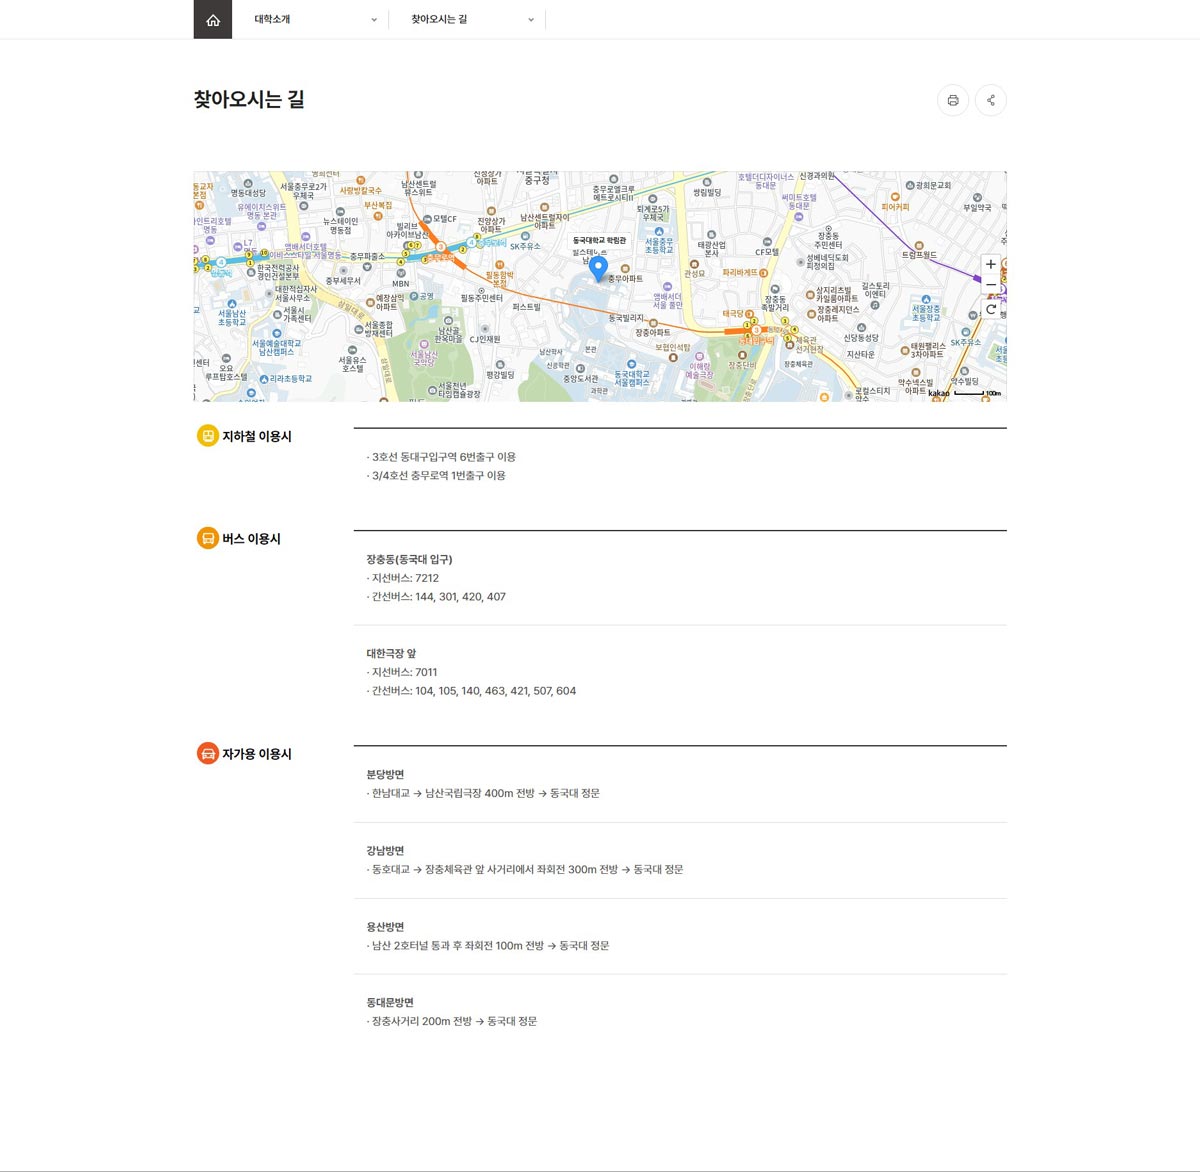 대학소개
찾아오시는 길
찾아오시는 길
명동대성당
서울중무로2가
우체국
사랑방칼국수
남산센트럴
뷰스위트
진양상가
아파트
중구청
충무로엘크루
메트로시티II
쌍림빌딩
호텔더디자이너스
동대문
신경과의원
광희문교회
피어커피
부일약국
유에이치스위트
명동 본관
뉴스테이인
명동점
부산복집
모텔CF
빌리브
아카이브남산
남산센트럴자이
아파트
퇴계로5가
우체국
써미트호텔
동대문
L7
앰배서더호텔
서울명동
충무파출소
SK주유소
동국대학교 학림관
서울충무
초등학교
태광산업
본사
CF모텔
장충동
주민센터
성베네딕도회
피정의집
트럼프월드
한국전력공사
경인건설본부
중부세무서
MBN
필동함박
본점
충무아파트
관성묘
파리바게뜨
대한적십자사
서울사무소
예장삼익
아파트
공영
필동주민센터
퍼스트빌
앰배서더
서울 풀만
장충동
족발거리
상지리츠빌
카일룸아파트
길스토리
이엔티
서울남산
초등학교
서울시
가족센터
삼일대로
서울종합
방재센터
남산골
한옥마을
CJ인재원
동국빌리지
장충아파트
태극당
장충레지던스
아파트
서울장충
초등학교
서울예술대학교
남산캠퍼스
서울남산
국악당
남산학사
본관
보협인석탑
이해랑
예술극장
장충단비
체육관
선거현장
신당동성당
지산타운
태원팰리스
3차아파트
SK주유소
서울유스
호스텔
평강빌딩
신공학관
중앙도서관
동국대학교
서울캠퍼스
장충체육관
오요
루프탑호스텔
리라초등학교
서울천년
타임캡슐광장
과학관
장충단로
로컬스티치
약수
약수넥스빌
아파트
약수빌딩
kakao
100m
지하철 이용시
· 3호선 동대구입구역 6번출구 이용
· 3/4호선 충무로역 1번출구 이용
버스 이용시
장충동(동국대 입구)
· 지선버스: 7212
· 간선버스: 144, 301, 420, 407
대한극장 앞
· 지선버스: 7011
· 간선버스: 104, 105, 140, 463, 421, 507, 604
자가용 이용시
분당방면
· 한남대교 → 남산국립극장 400m 전방 → 동국대 정문
강남방면
· 동호대교 → 장충체육관 앞 사거리에서 좌회전 300m 전방 → 동국대 정문
용산방면
· 남산 2호터널 통과 후 좌회전 100m 전방 → 동국대 정문
동대문방면
· 장충사거리 200m 전방 → 동국대 정문